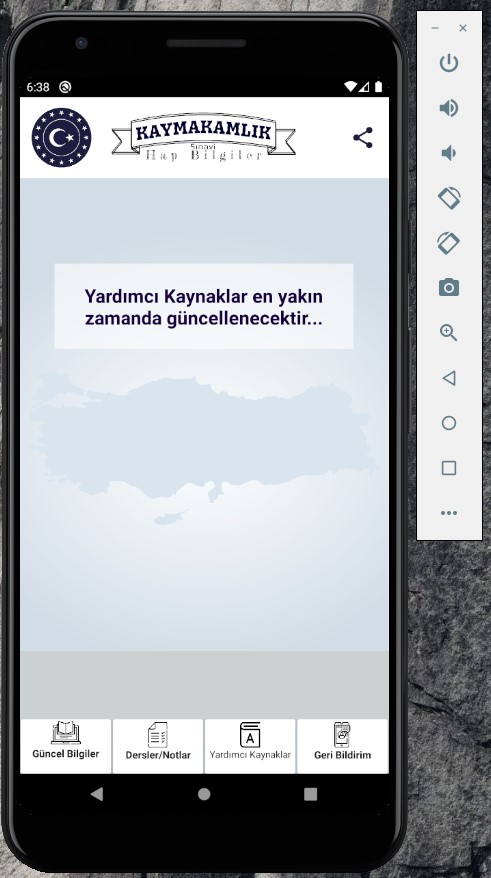 6:38
KAYMAKAMLIK
Sınavı
Hap Bilgiler
Yardımcı Kaynaklar en yakın
zamanda güncellenecektir...
Güncel Bilgiler
Dersler/Notlar
A
Yardımcı Kaynaklar
Geri Bildirim